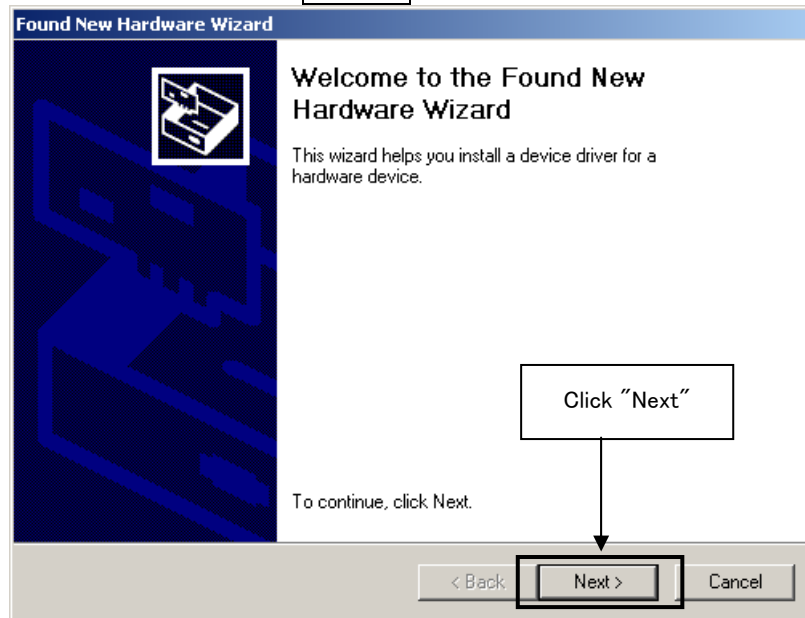 Found New Hardware Wizard
Welcome to the Found New
Hardware Wizard
This wizard helps you install a device driver for a
hardware device.
Click "Next"
To continue, click Next.
< Back
Next >
Cancel